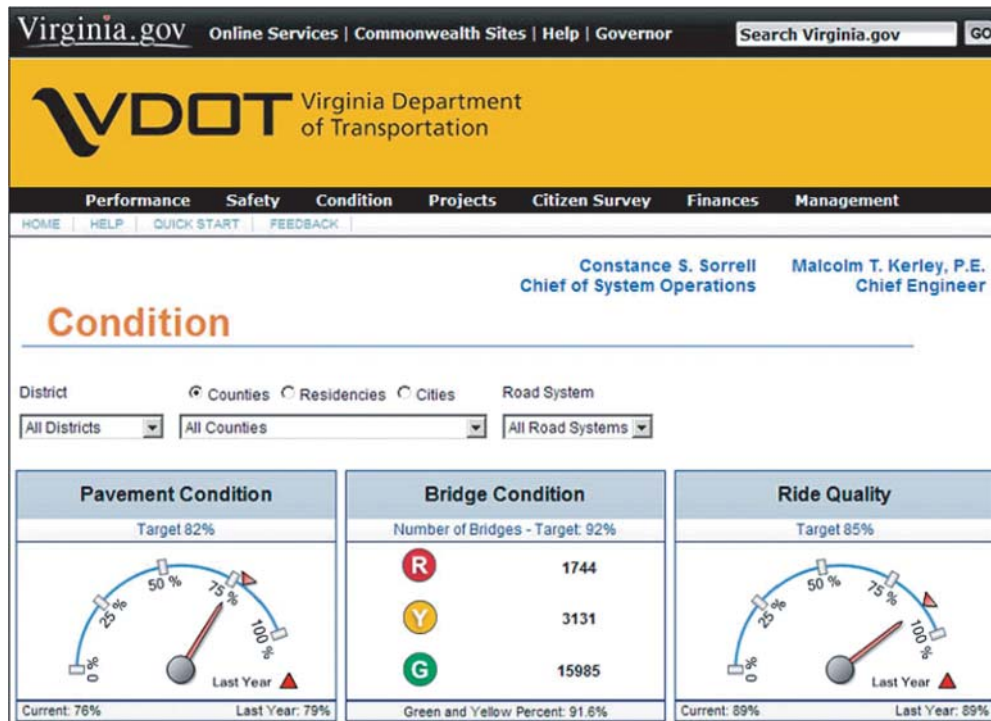 Virginia.gov Online Services | Commonwealth Sites | Help | Governor Search Virginia.gov GO
VDOT Virginia Department
of Transportation
Performance Safety Condition Projects Citizen Survey Finances Management
HOME | HELP | QUICK START | FEEDBACK |
Constance S. Sorrell Malcolm T. Kerley, P.E.
Chief of System Operations Chief Engineer
Condition
District Counties Residencies Cities Road System
All Districts All Counties All Road Systems
Pavement Condition
Target 82%
0 %
25 %
50 %
75 %
100 %
Last Year
Current: 76% Last Year: 79%
Bridge Condition
Number of Bridges - Target: 92%
R 1744
Y 3131
G 15985
Green and Yellow Percent: 91.6%
Ride Quality
Target 85%
0 %
25 %
50 %
75 %
100 %
Last Year
Current: 89% Last Year: 89%